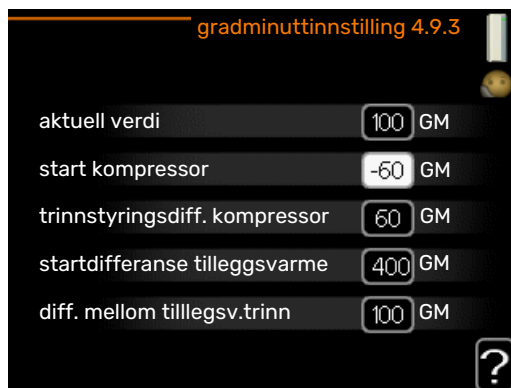 gradminuttinnstilling 4.9.3
aktuell verdi 100 GM
start kompressor -60 GM
trinnstyringsdiff. kompressor 60 GM
startdifferanse tilleggsvarme 400 GM
diff. mellom tilllegsv.trinn 100 GM
?